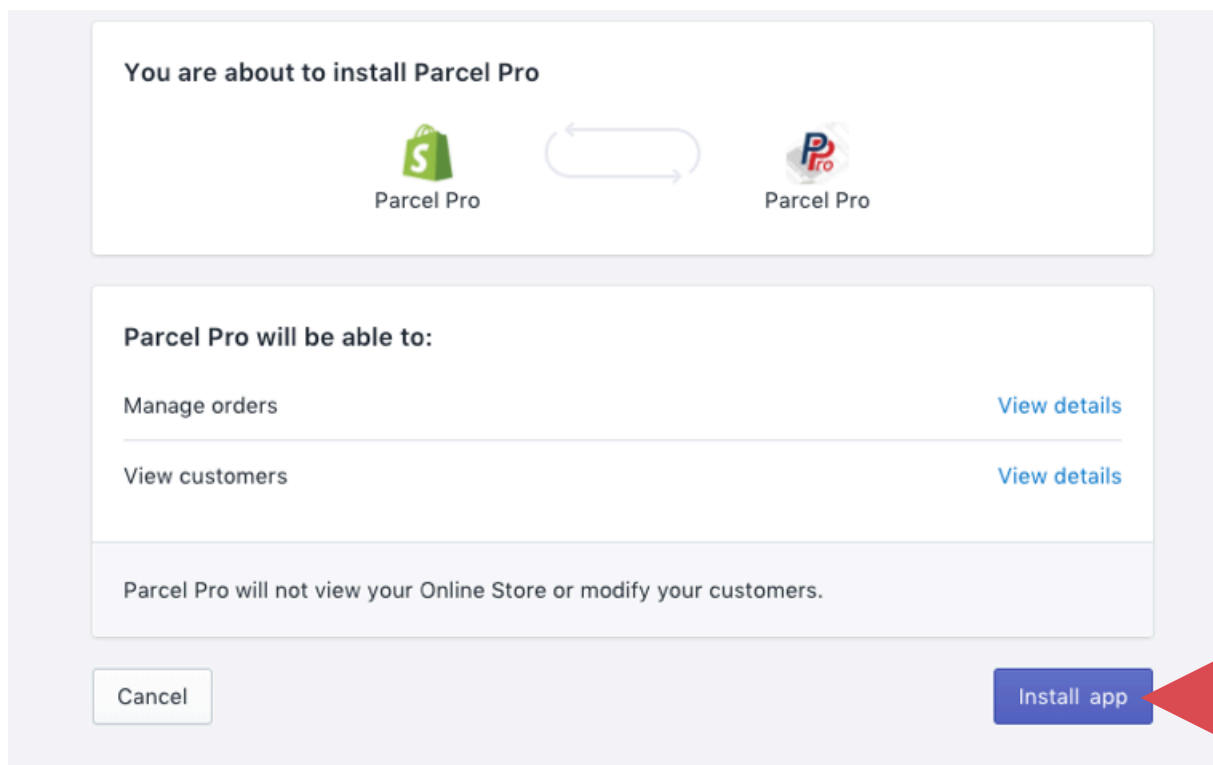 You are about to install Parcel Pro
S
PPro
Parcel Pro
Parcel Pro
Parcel Pro will be able to:
Manage orders
View details
View customers
View details
Parcel Pro will not view your Online Store or modify your customers.
Cancel
Install app